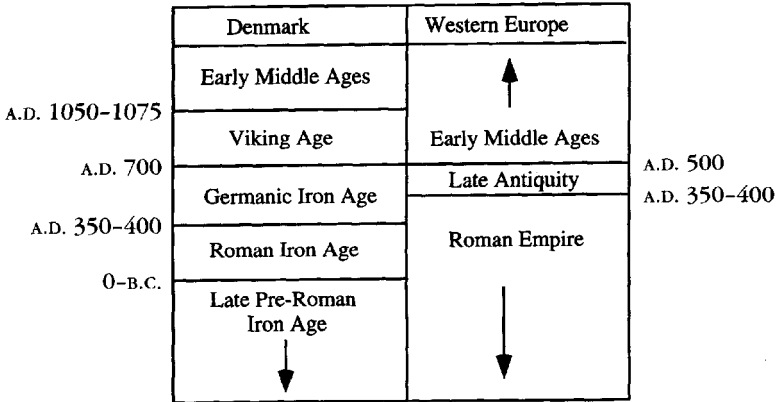 Denmark
Western Europe
Early Middle Ages
A.D. 1050-1075
Viking Age
Early Middle Ages
A.D. 700
A.D. 500
Late Antiquity
Germanic Iron Age
A.D. 350-400
A.D. 350-400
Roman Iron Age
Roman Empire
0-B.C.
Late Pre-Roman
Iron Age